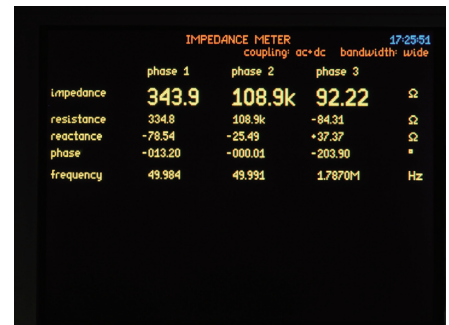 IMPEDANCE METER 17:25:51
coupling: ac+dc bandwidth: wide
phase 1 phase 2 phase 3
impedance 343.9 108.9k 92.22 Ω
resistance 334.8 108.9k -84.31 Ω
reactance -78.54 -25.49 +37.37 Ω
phase -013.20 -000.01 -203.90 °
frequency 49.984 49.991 1.7870M Hz